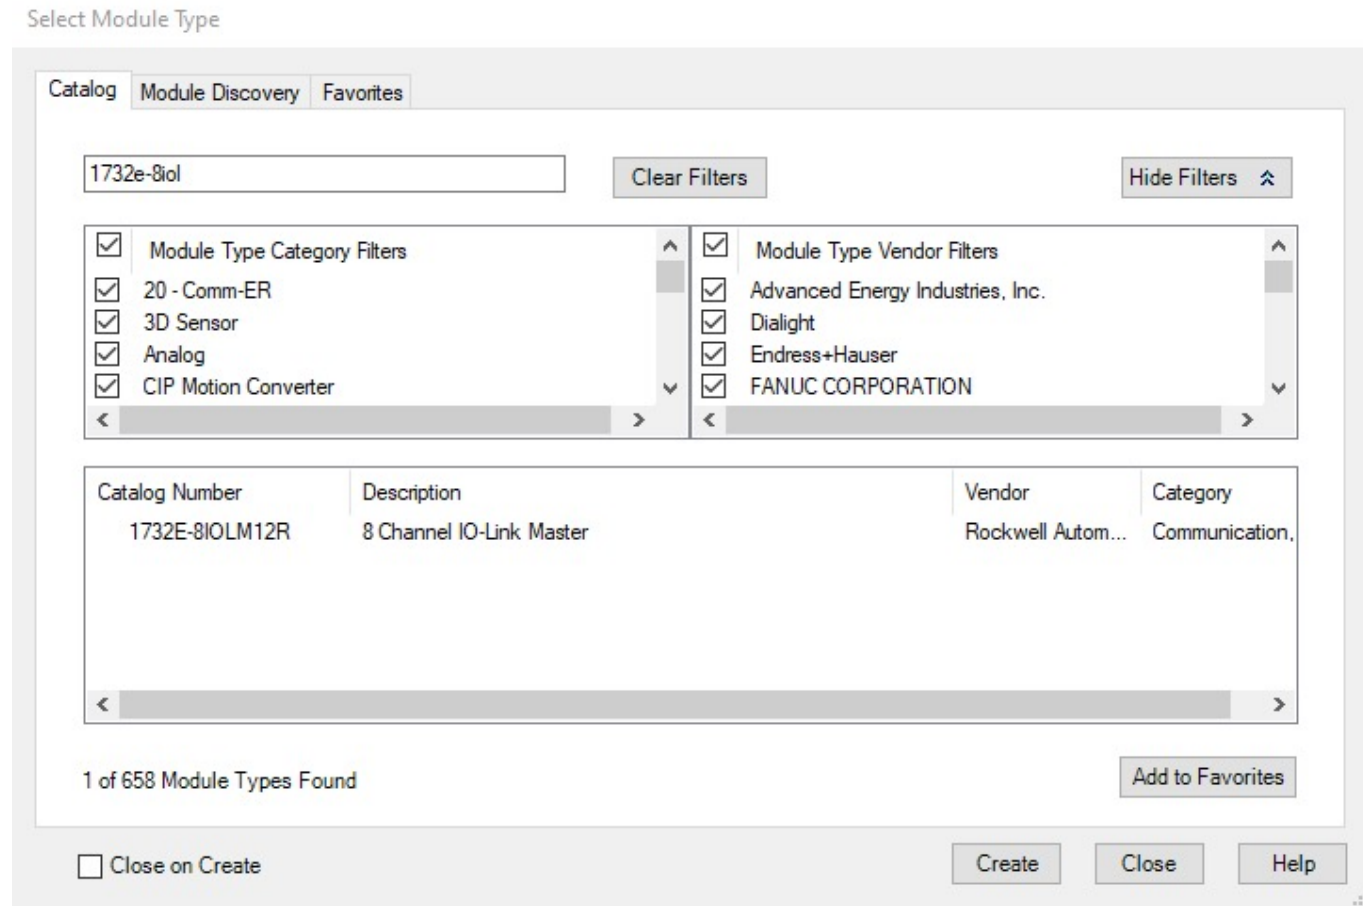 Select Module Type
Catalog Module Discovery Favorites
1732e-8iol Clear Filters Hide Filters
Module Type Category Filters
20 - Comm-ER
3D Sensor
Analog
CIP Motion Converter
Module Type Vendor Filters
Advanced Energy Industries, Inc.
Dialight
Endress+Hauser
FANUC CORPORATION
Catalog Number Description Vendor Category
1732E-8IOLM12R 8 Channel IO-Link Master Rockwell Autom... Communication,
1 of 658 Module Types Found Add to Favorites
Close on Create Create Close Help